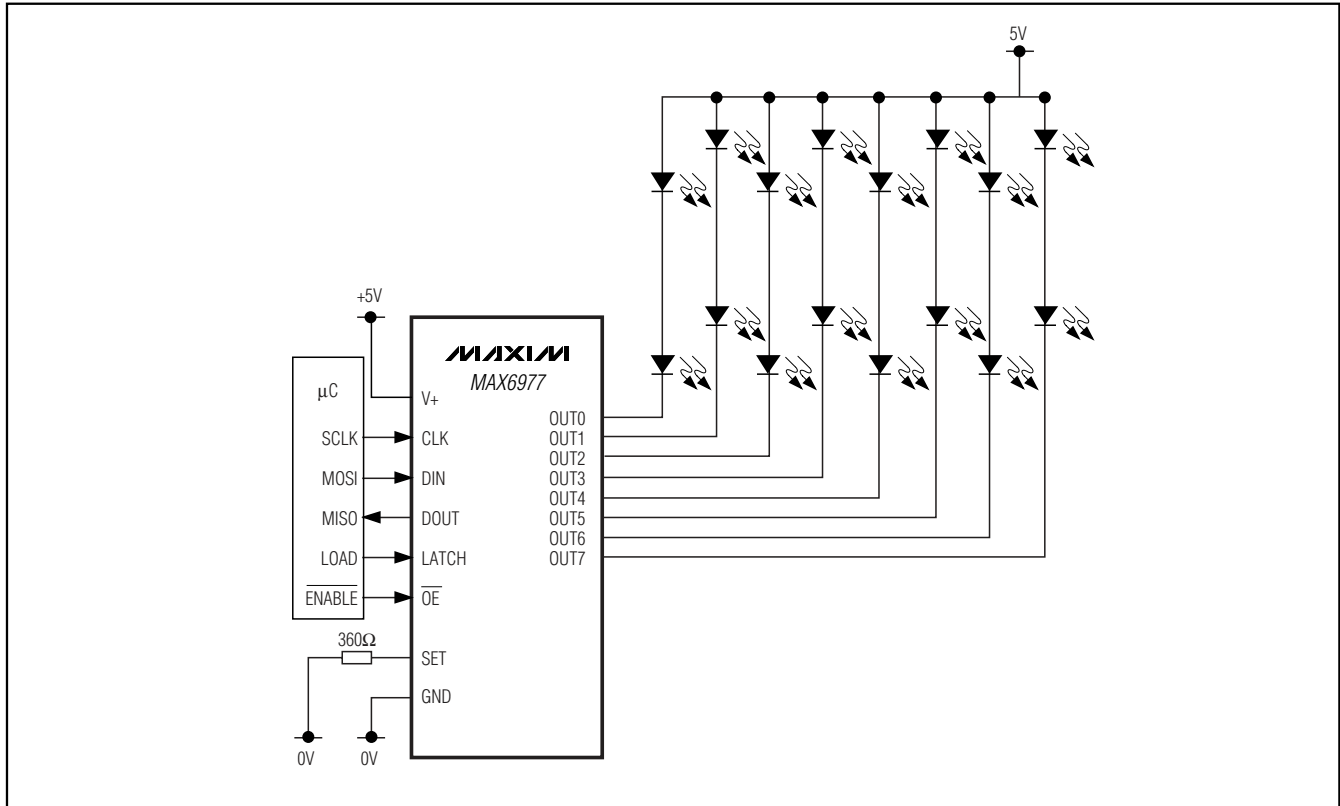 5V
+5V
MAXIM
MAX6977
μC
V+
OUT0
SCLK
CLK
OUT1
OUT2
MOSI
DIN
OUT3
OUT4
MISO
DOUT
OUT5
OUT6
LOAD
LATCH
OUT7
ENABLE
OE
360Ω
SET
GND
0V
0V